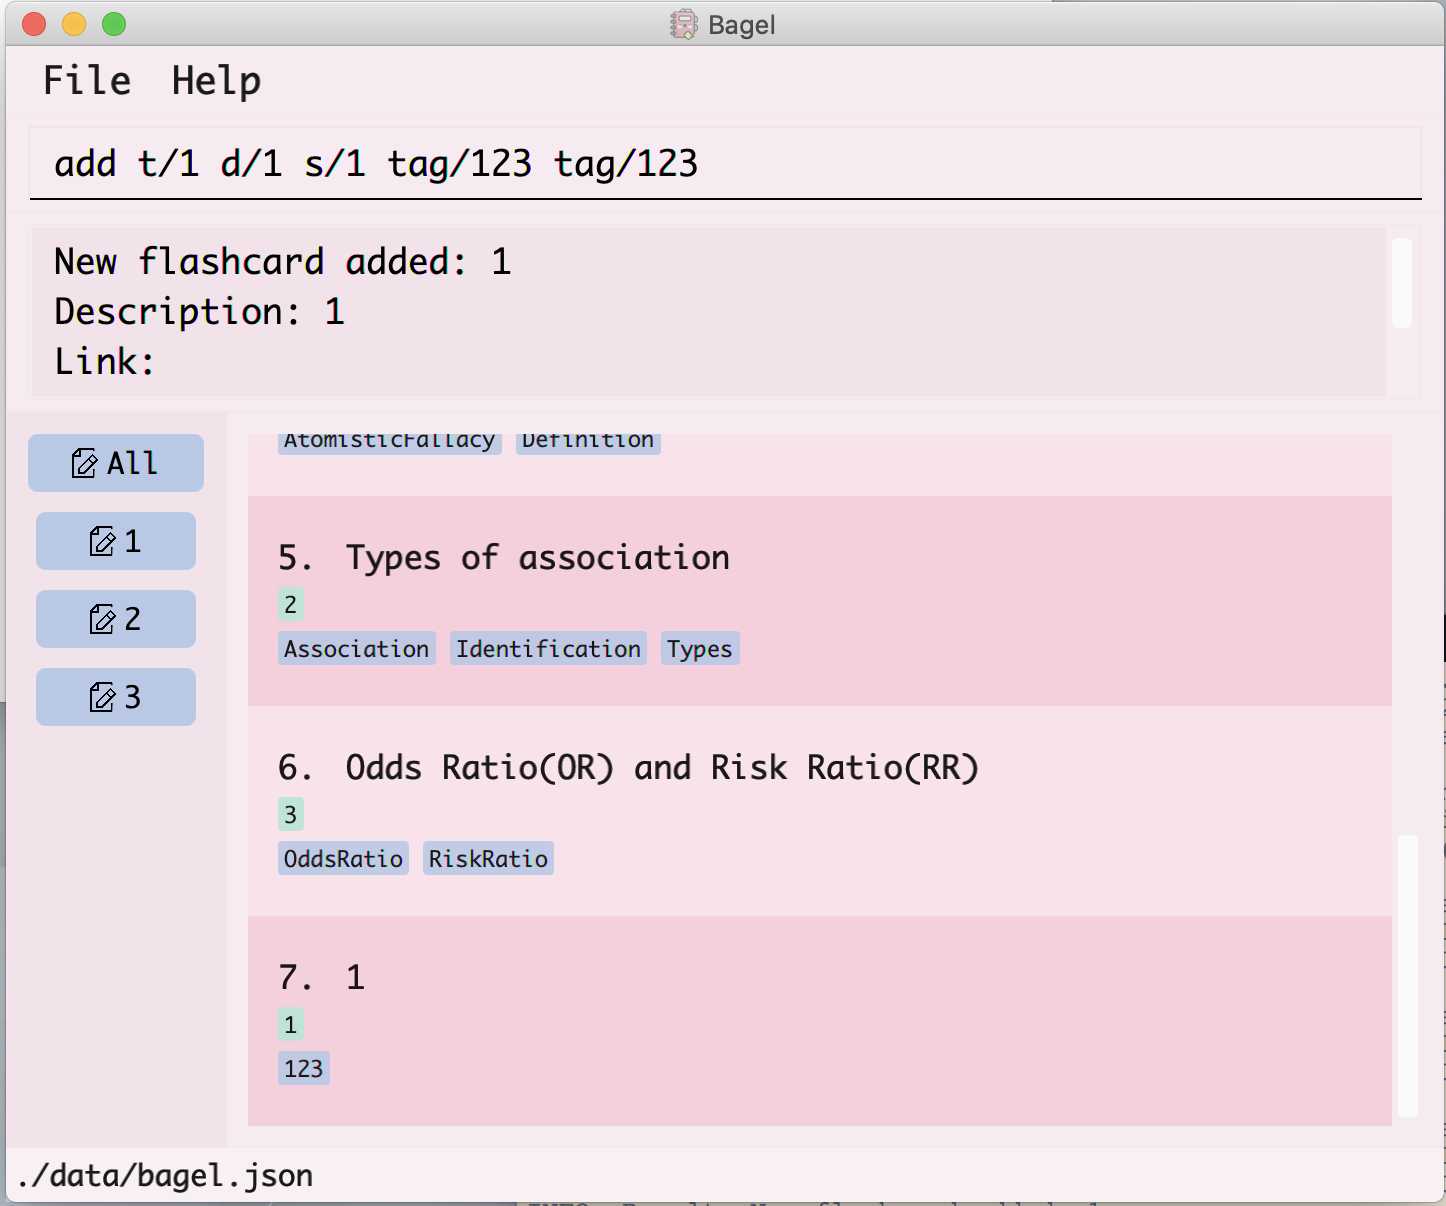 Bagel
File Help
add t/1 d/1 s/1 tag/123 tag/123
New flashcard added: 1
Description: 1
Link:
All
1
2
3
AtomisticFallacy Definition
5. Types of association
2
Association Identification Types
6. Odds Ratio(OR) and Risk Ratio(RR)
3
OddsRatio RiskRatio
7. 1
1
123
./data/bagel.json